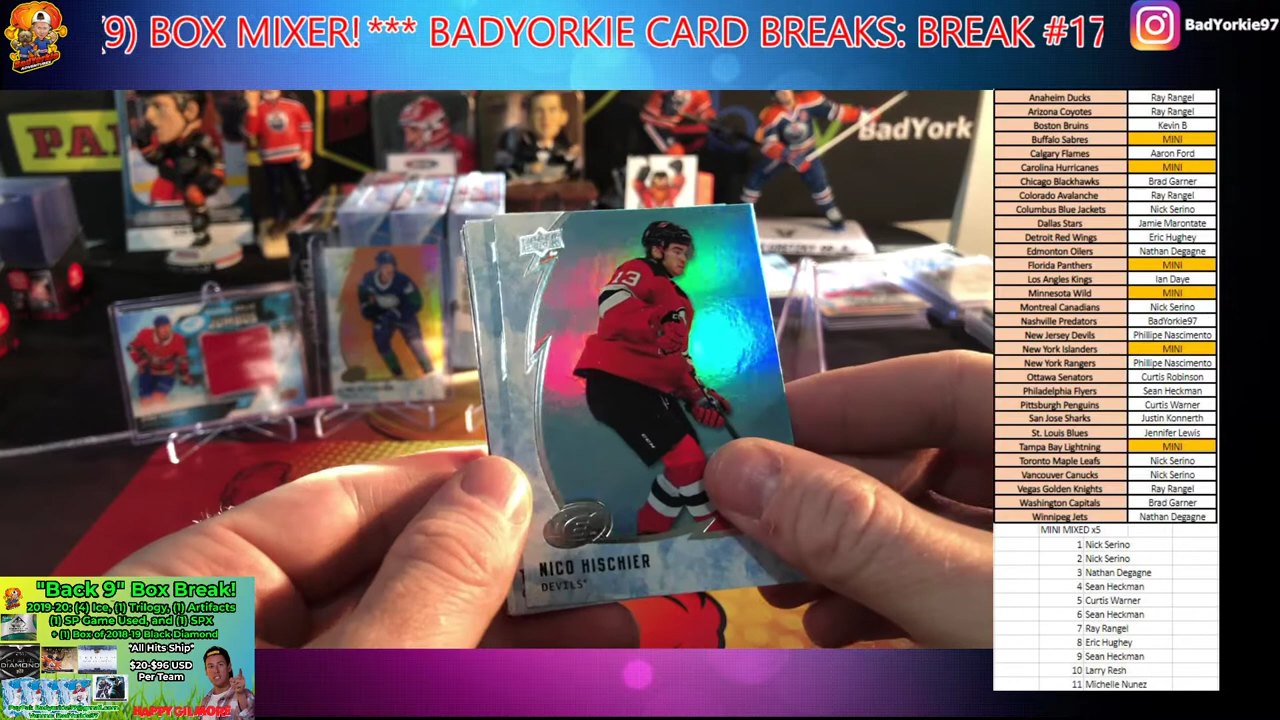 9) BOX MIXER! *** BADYORKIE CARD BREAKS: BREAK #17
BadYorkie97
BadYork
13
UPPER DECK
ICE
NICO HISCHIER
DEVILS
Anaheim Ducks Ray Rangel
Arizona Coyotes Ray Rangel
Boston Bruins Kevin B
Buffalo Sabres MINI
Calgary Flames Aaron Ford
Carolina Hurricanes MINI
Chicago Blackhawks Brad Garner
Colorado Avalanche Ray Rangel
Columbus Blue Jackets Nick Serino
Dallas Stars Jamie Marontate
Detroit Red Wings Eric Hughey
Edmonton Oilers Nathan Degagne
Florida Panthers MINI
Los Angeles Kings Ian Daye
Minnesota Wild MINI
Montreal Canadians Nick Serino
Nashville Predators BadYorkie97
New Jersey Devils Phillipe Nascimento
New York Islanders MINI
New York Rangers Phillipe Nascimento
Ottawa Senators Curtis Robinson
Philadelphia Flyers Sean Heckman
Pittsburgh Penguins Curtis Warner
San Jose Sharks Justin Konnerth
St. Louis Blues Jennifer Lewis
Tampa Bay Lightning MINI
Toronto Maple Leafs Nick Serino
Vancouver Canucks Nick Serino
Vegas Golden Knights Ray Rangel
Washington Capitals Brad Garner
Winnipeg Jets Nathan Degagne
MINI MIXED x5
1 Nick Serino
2 Nick Serino
3 Nathan Degagne
4 Sean Heckman
5 Curtis Warner
6 Sean Heckman
7 Ray Rangel
8 Eric Hughey
9 Sean Heckman
10 Larry Resh
11 Michelle Nunez
"Back 9" Box Break!
2019-20: (4) Ice, (1) Trilogy, (1) Artifacts
(1) SP Game Used, and (1) SPX
+ (1) Box of 2018-19 Black Diamond
*All Hits Ship*
$20-$96 USD
Per Team
DIAMOND
HAPPY GILMORE